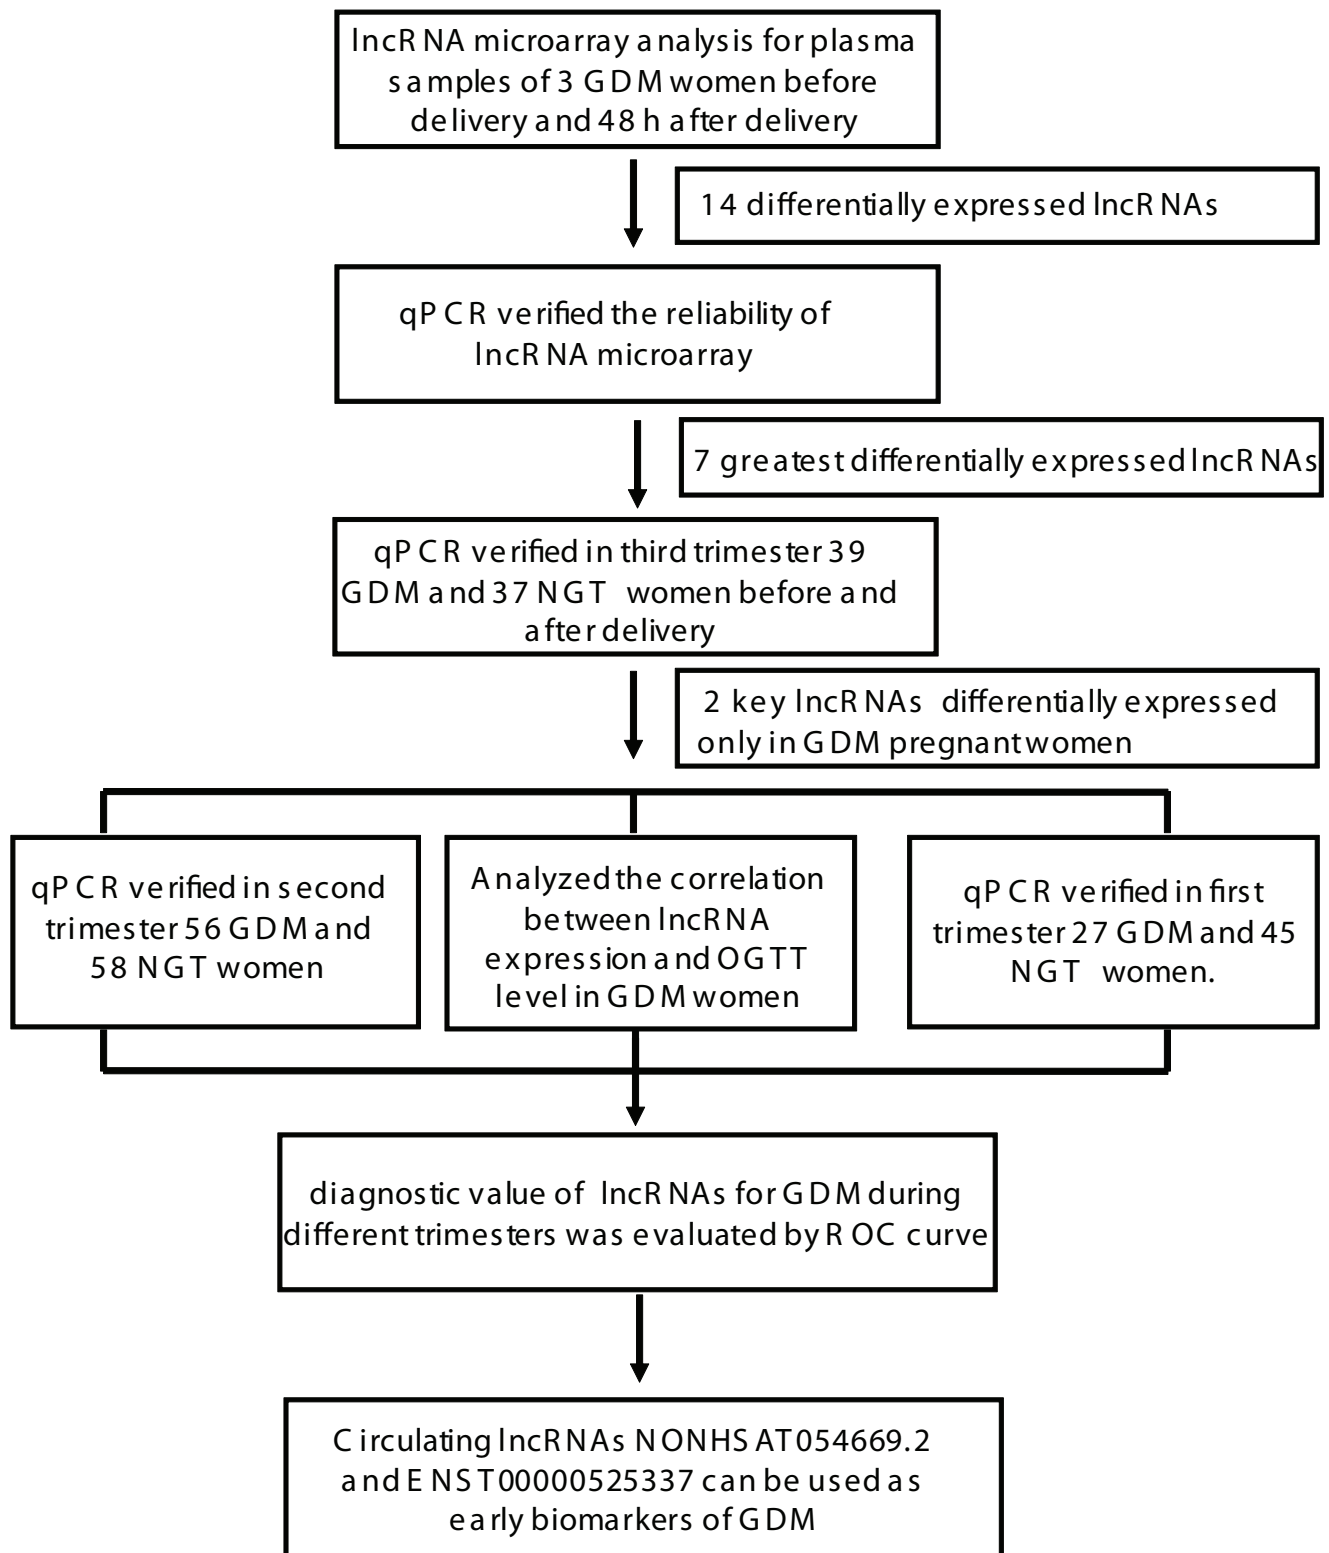 lncRNA microarray analysis for plasma
samples of 3 GDM women before
delivery and 48 h after delivery
14 differentially expressed lncRNAs
qPCR verified the reliability of
lncRNA microarray
7 greatest differentially expressed lncRNAs
qPCR verified in third trimester 39
GDM and 37 NGT women before and
after delivery
2 key lncRNAs differentially expressed
only in GDM pregnant women
qPCR verified in second
trimester 56 GDM and
58 NGT women
Analyzed the correlation
between lncRNA
expression and OGTT
level in GDM women
qPCR verified in first
trimester 27 GDM and 45
NGT women.
diagnostic value of lncRNAs for GDM during
different trimesters was evaluated by ROC curve
Circulating lncRNAs NONHSAT054669.2
and ENST00000525337 can be used as
early biomarkers of GDM